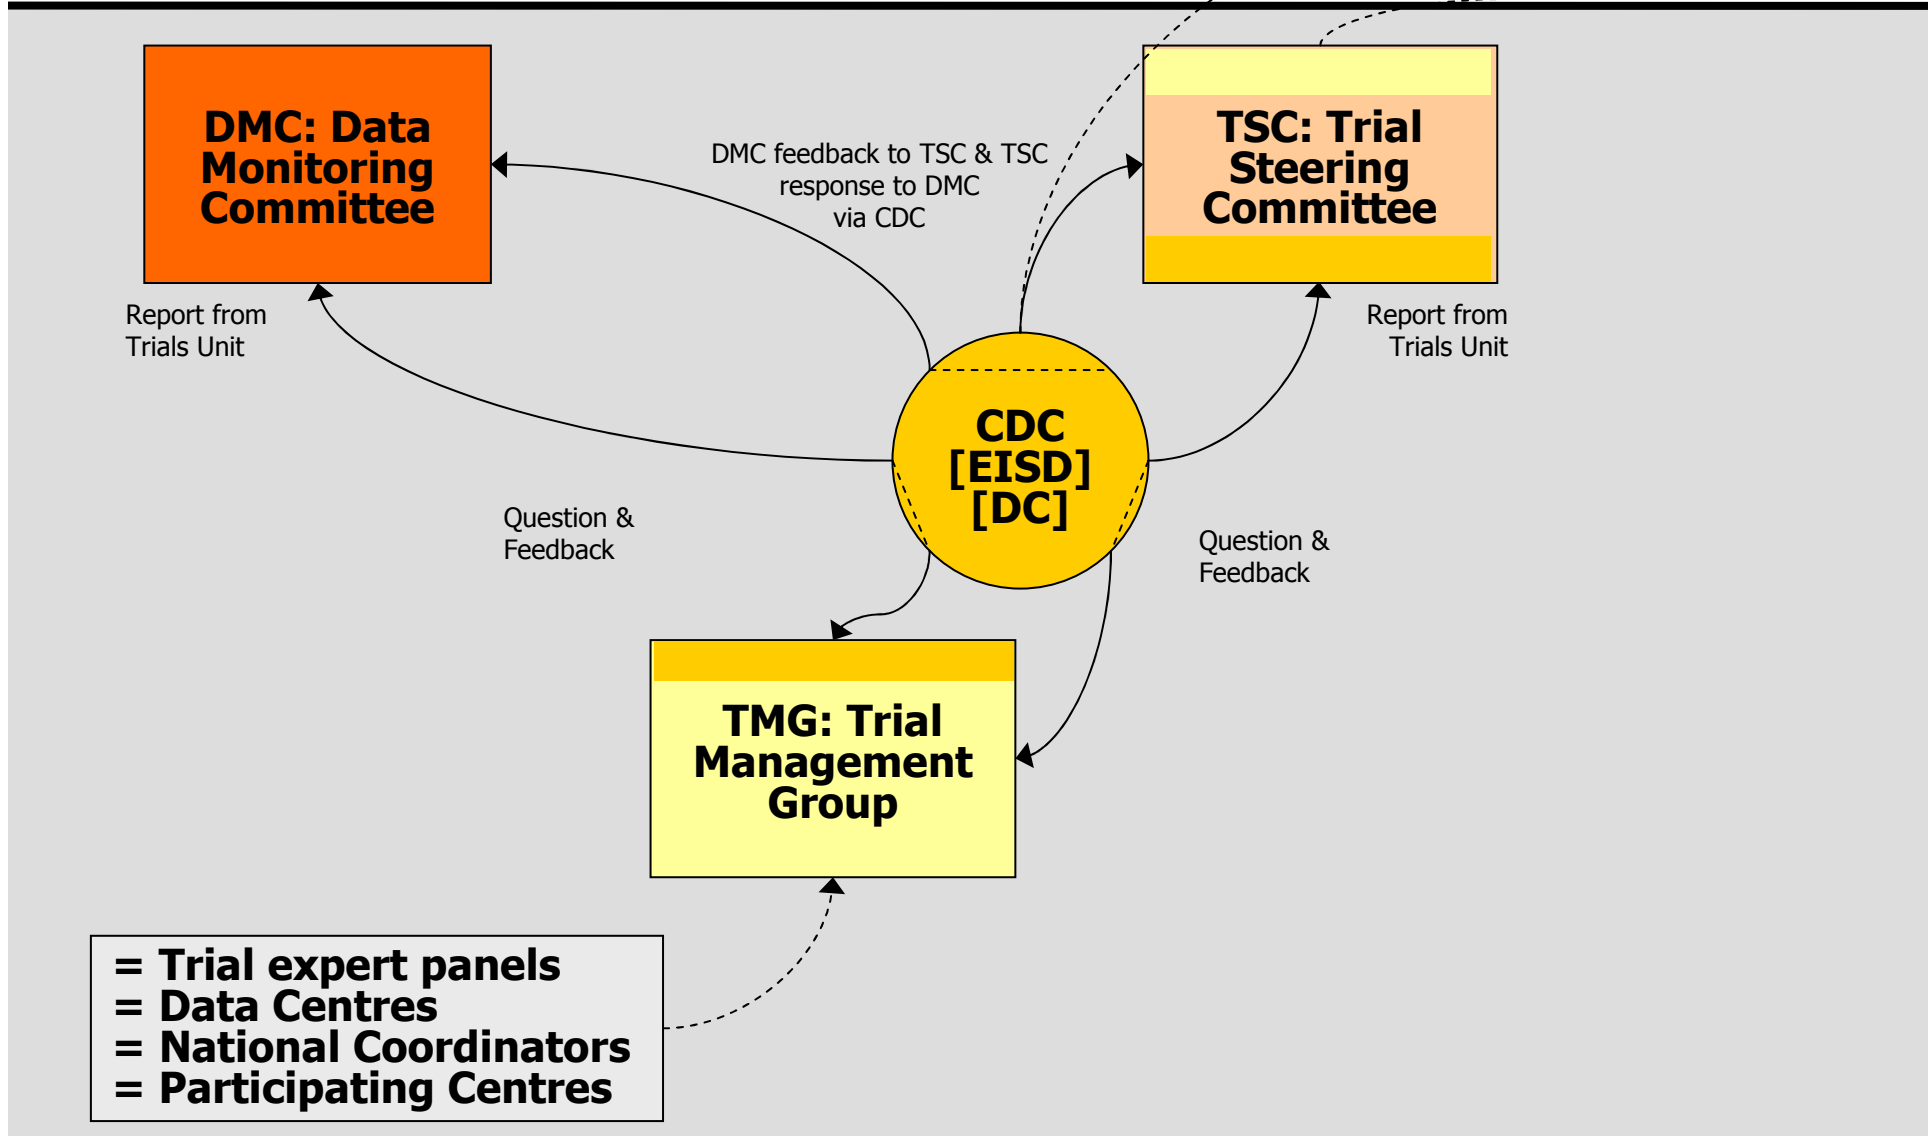 DMC: Data
Monitoring
Committee
DMC feedback to TSC & TSC
response to DMC
via CDC
TSC: Trial
Steering
Committee
Report from
Trials Unit
Report from
Trials Unit
CDC
[EISD]
[DC]
Question &
Feedback
Question &
Feedback
TMG: Trial
Management
Group
= Trial expert panels
= Data Centres
= National Coordinators
= Participating Centres